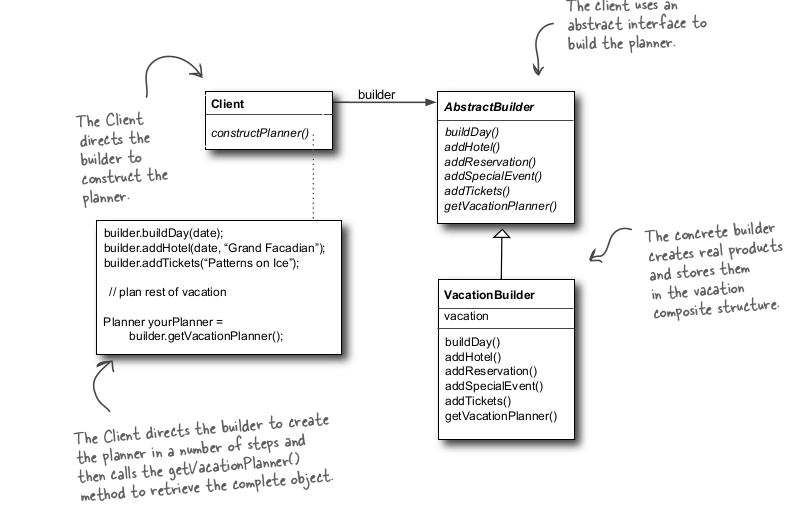 The client uses an
abstract interface to
build the planner.
builder
Client
constructPlanner()
AbstractBuilder
buildDay()
addHotel()
addReservation()
addSpecialEvent()
addTickets()
getVacationPlanner()
The Client
directs the
builder to
construct the
planner.
builder.buildDay(date);
builder.addHotel(date, “Grand Facadian”);
builder.addTickets(“Patterns on Ice”);
// plan rest of vacation
Planner yourPlanner =
builder.getVacationPlanner();
The concrete builder
creates real products
and stores them
in the vacation
composite structure.
VacationBuilder
vacation
buildDay()
addHotel()
addReservation()
addSpecialEvent()
addTickets()
getVacationPlanner()
The Client directs the builder to create
the planner in a number of steps and
then calls the getVacationPlanner()
method to retrieve the complete object.